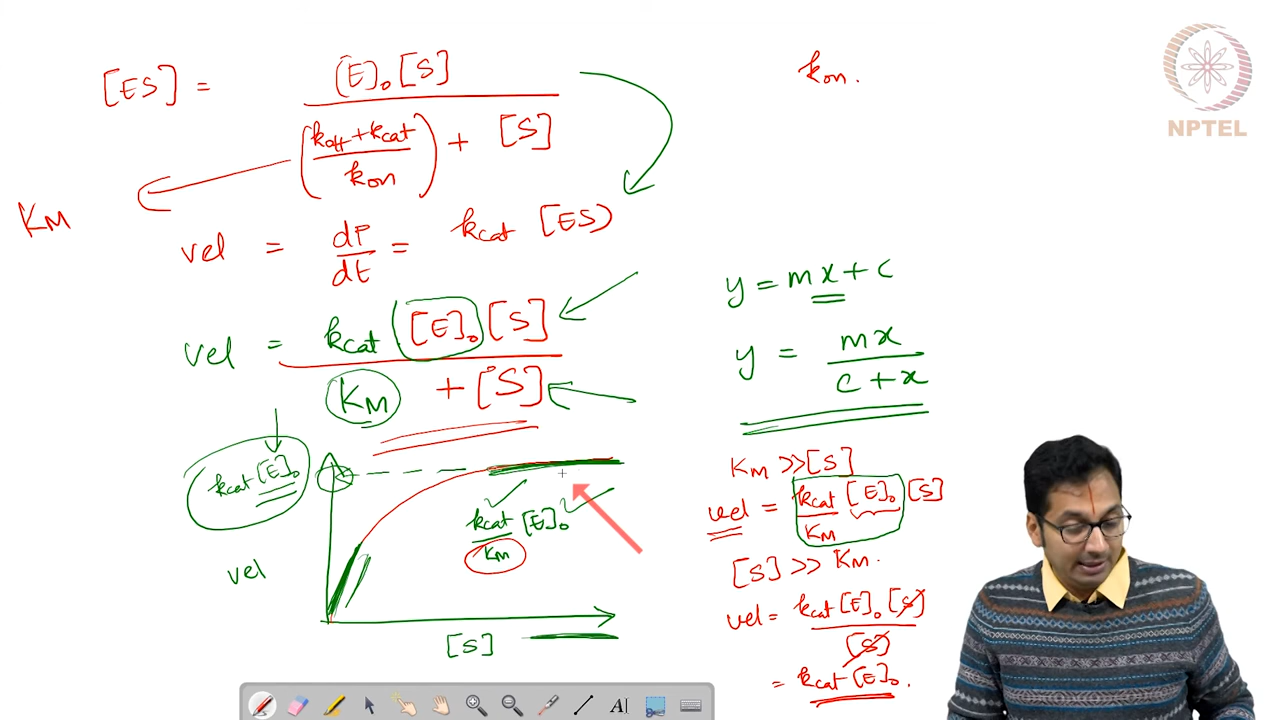 [ES] = [E]₀[S] / ((koff + kcat)/kon) + [S]
kon.
NPTEL
KM
vel = dP/dt = kcat [ES)
vel = kcat [E]₀ [S] / KM + [S]
y = mx + c
y = mx / c + x
kcat [E]₀
kcat/KM [E]₀
vel
[S]
KM >> [S]
vel = kcat/KM [E]₀ [S]
[S] >> KM.
vel = kcat [E]₀ [S] / [S]
= kcat [E]₀.
A